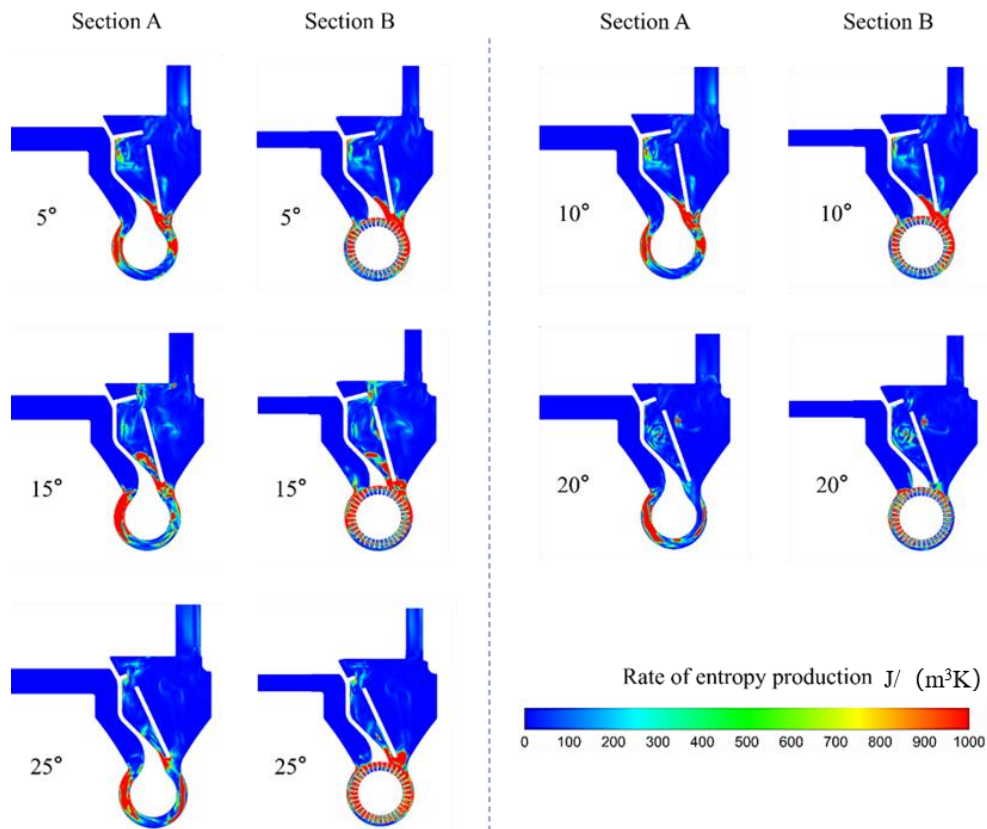 Section A Section B Section A Section B
5° 5° 10° 10°
15° 15° 20° 20°
25° 25°
Rate of entropy production J/ (m³K)
0 100 200 300 400 500 600 700 800 900 1000